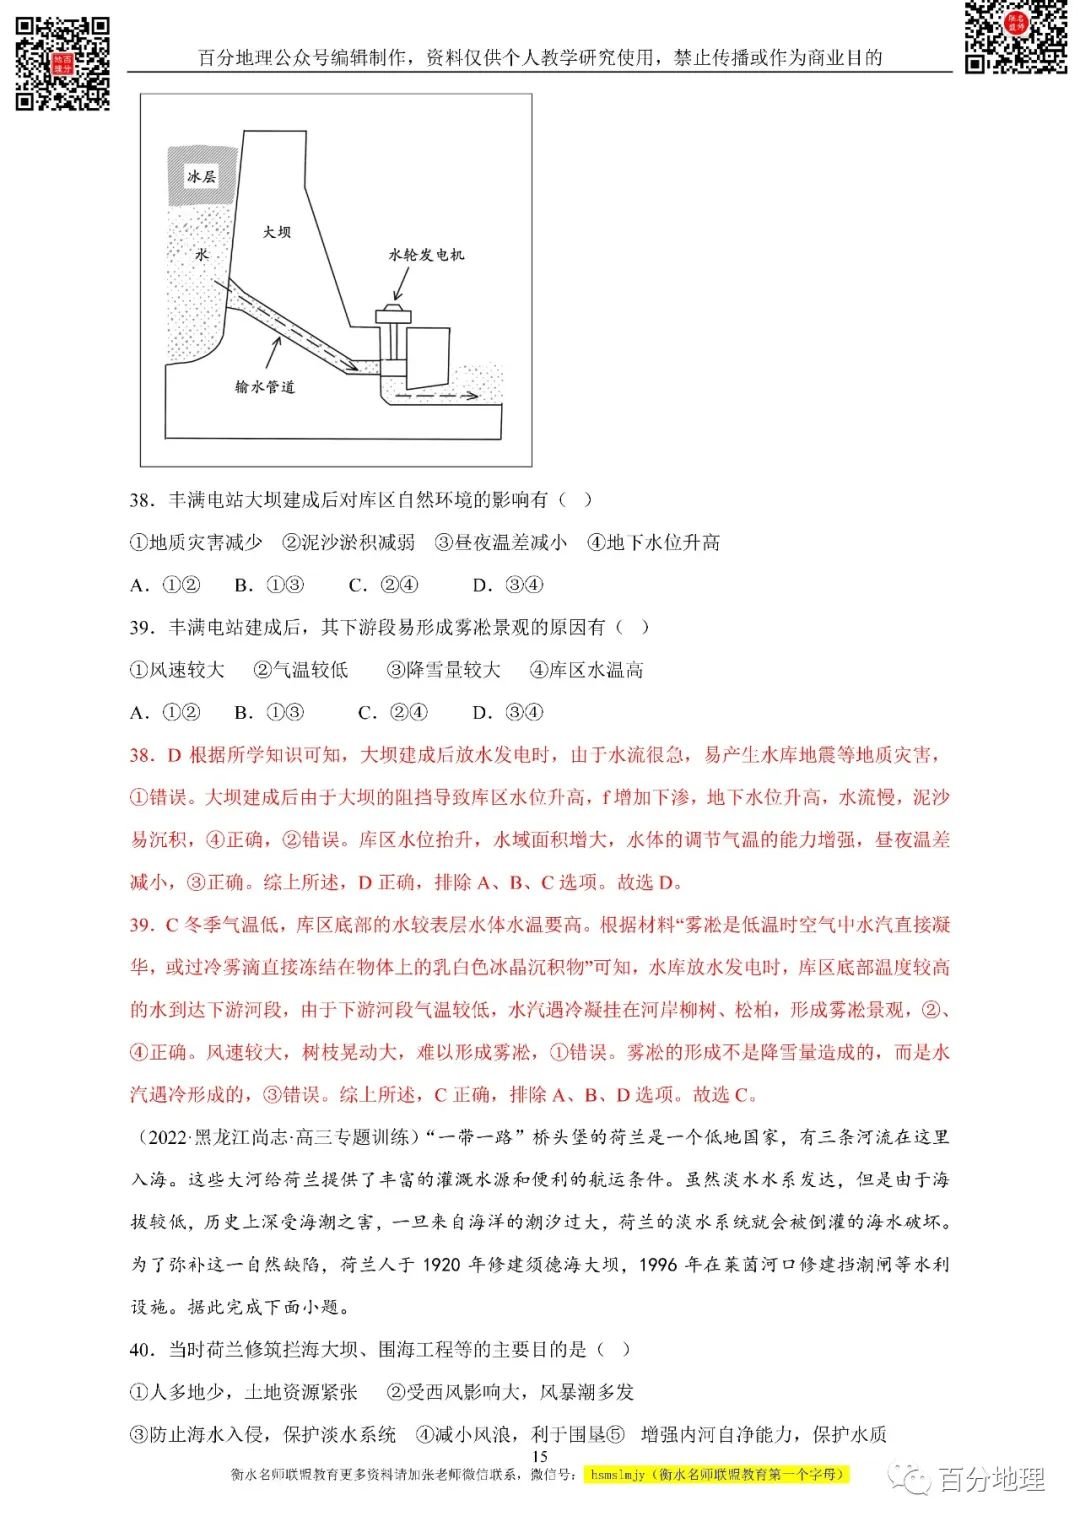 百分地理公众号编辑制作，资料仅供个人教学研究使用，禁止传播或作为商业目的
冰层
水
大坝
水轮发电机
输水管道
38．丰满电站大坝建成后对库区自然环境的影响有（ ）
①地质灾害减少 ②泥沙淤积减弱 ③昼夜温差减小 ④地下水位升高
A．①② B．①③ C．②④ D．③④
39．丰满电站建成后，其下游段易形成雾凇景观的原因有（ ）
①风速较大 ②气温较低 ③降雪量较大 ④库区水温高
A．①② B．①③ C．②④ D．③④
38．D 根据所学知识可知，大坝建成后放水发电时，由于水流很急，易产生水库地震等地质灾害，
①错误。大坝建成后由于大坝的阻挡导致库区水位升高，f 增加下渗，地下水位升高，水流慢，泥沙
易沉积，④正确，②错误。库区水位抬升，水域面积增大，水体的调节气温的能力增强，昼夜温差
减小，③正确。综上所述，D 正确，排除 A、B、C 选项。故选 D。
39．C 冬季气温低，库区底部的水较表层水体水温要高。根据材料“雾凇是低温时空气中水汽直接凝
华，或过冷雾滴直接冻结在物体上的乳白色冰晶沉积物”可知，水库放水发电时，库区底部温度较高
的水到达下游河段，由于下游河段气温较低，水汽遇冷凝挂在河岸柳树、松柏，形成雾凇景观，②、
④正确。风速较大，树枝晃动大，难以形成雾凇，①错误。雾凇的形成不是降雪量造成的，而是水
汽遇冷形成的，③错误。综上所述，C 正确，排除 A、B、D 选项。故选 C。
（2022·黑龙江尚志·高三专题训练）“一带一路”桥头堡的荷兰是一个低地国家，有三条河流在这里
入海。这些大河给荷兰提供了丰富的灌溉水源和便利的航运条件。虽然淡水水系发达，但是由于海
拔较低，历史上深受海潮之害，一旦来自海洋的潮汐过大，荷兰的淡水系统就会被倒灌的海水破坏。
为了弥补这一自然缺陷，荷兰人于 1920 年修建须德海大坝，1996 年在莱茵河口修建挡潮闸等水利
设施。据此完成下面小题。
40．当时荷兰修筑拦海大坝、围海工程等的主要目的是（ ）
①人多地少，土地资源紧张 ②受西风影响大，风暴潮多发
③防止海水入侵，保护淡水系统 ④减小风浪，利于围垦⑤ 增强内河自净能力，保护水质
15
衡水名师联盟教育更多资料请加张老师微信联系，微信号： hsmslmjy（衡水名师联盟教育第一个字母）
百分地理